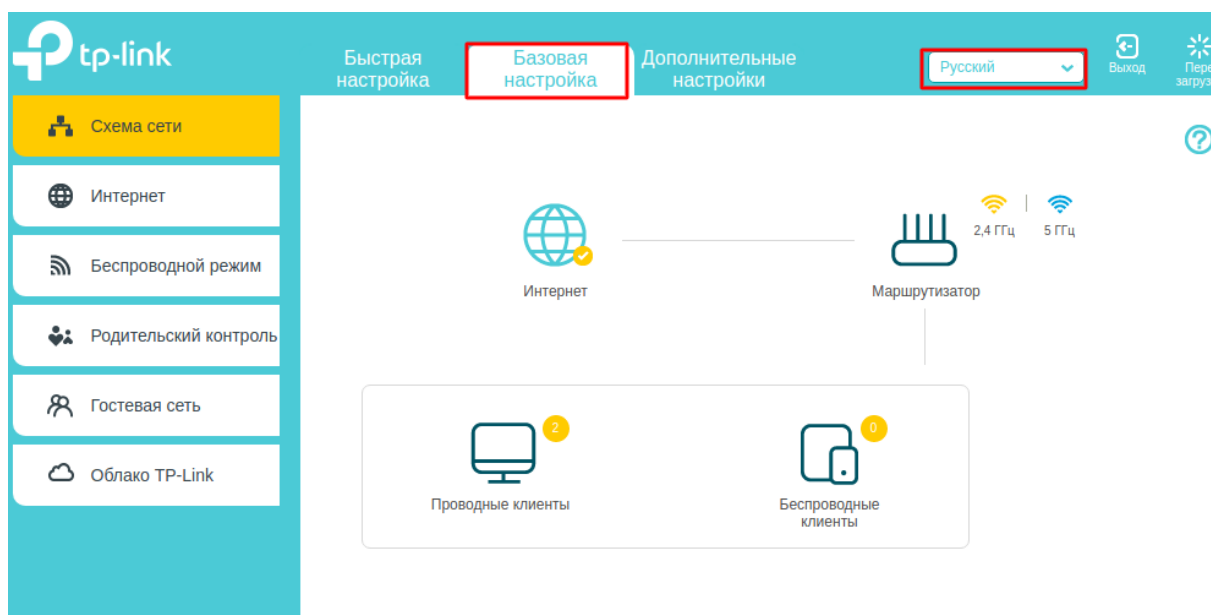 tp-link
Быстрая
настройка
Базовая
настройка
Дополнительные
настройки
Русский
Выход
Схема сети
Интернет
Беспроводной режим
Родительский контроль
Гостевая сеть
Облако TP-Link
?
2,4 ГГц
5 ГГц
Интернет
Маршрутизатор
2
0
Проводные клиенты
Беспроводные
клиенты